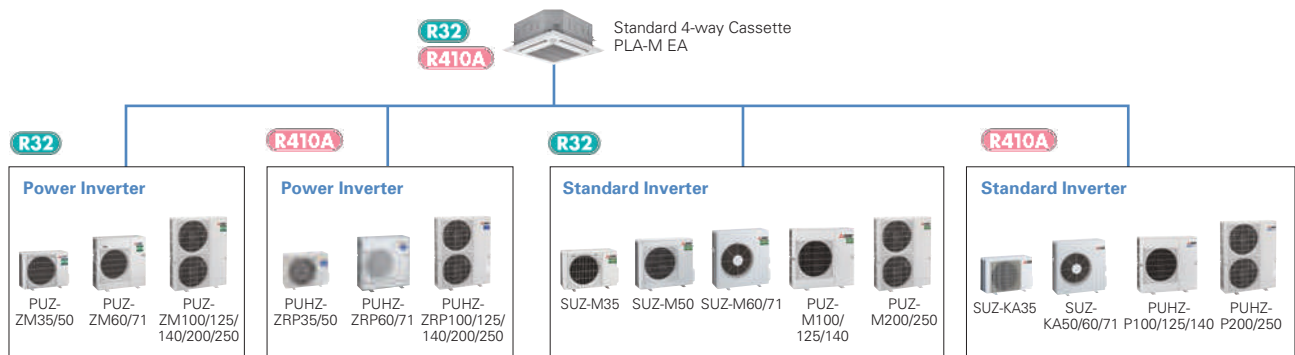 R32
R410A
Standard 4-way Cassette
PLA-M EA
R32
Power Inverter
PUZ-
ZM35/50
PUZ-
ZM60/71
PUZ-
ZM100/125/
140/200/250
R410A
Power Inverter
PUHZ-
ZRP35/50
PUHZ-
ZRP60/71
PUHZ-
ZRP100/125/
140/200/250
R32
Standard Inverter
SUZ-M35
SUZ-M50
SUZ-M60/71
PUZ-
M100/
125/140
PUZ-
M200/250
R410A
Standard Inverter
SUZ-KA35
SUZ-
KA50/60/71
PUHZ-
P100/125/140
PUHZ-
P200/250